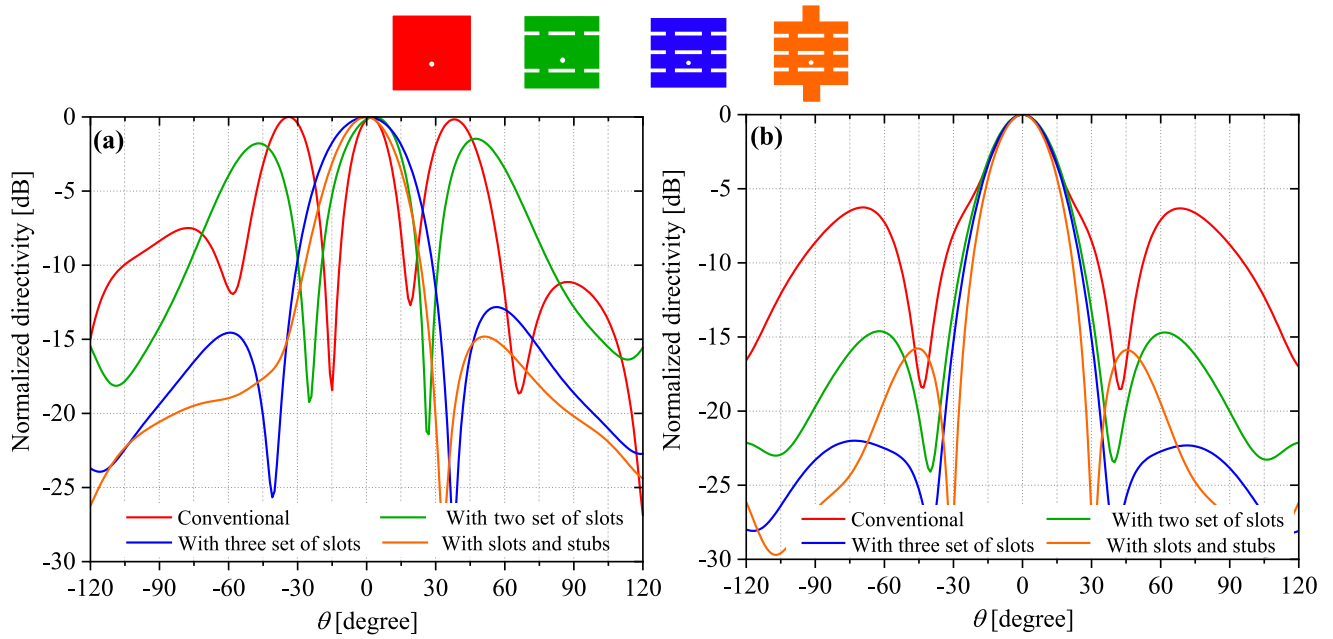 (a)
Normalized directivity [dB]
0
-5
-10
-15
-20
-25
-30
Conventional
With two set of slots
With three set of slots
With slots and stubs
-120 -90 -60 -30 0 30 60 90 120
θ [degree]
(b)
Normalized directivity [dB]
0
-5
-10
-15
-20
-25
-30
Conventional
With two set of slots
With three set of slots
With slots and stubs
-120 -90 -60 -30 0 30 60 90 120
θ [degree]